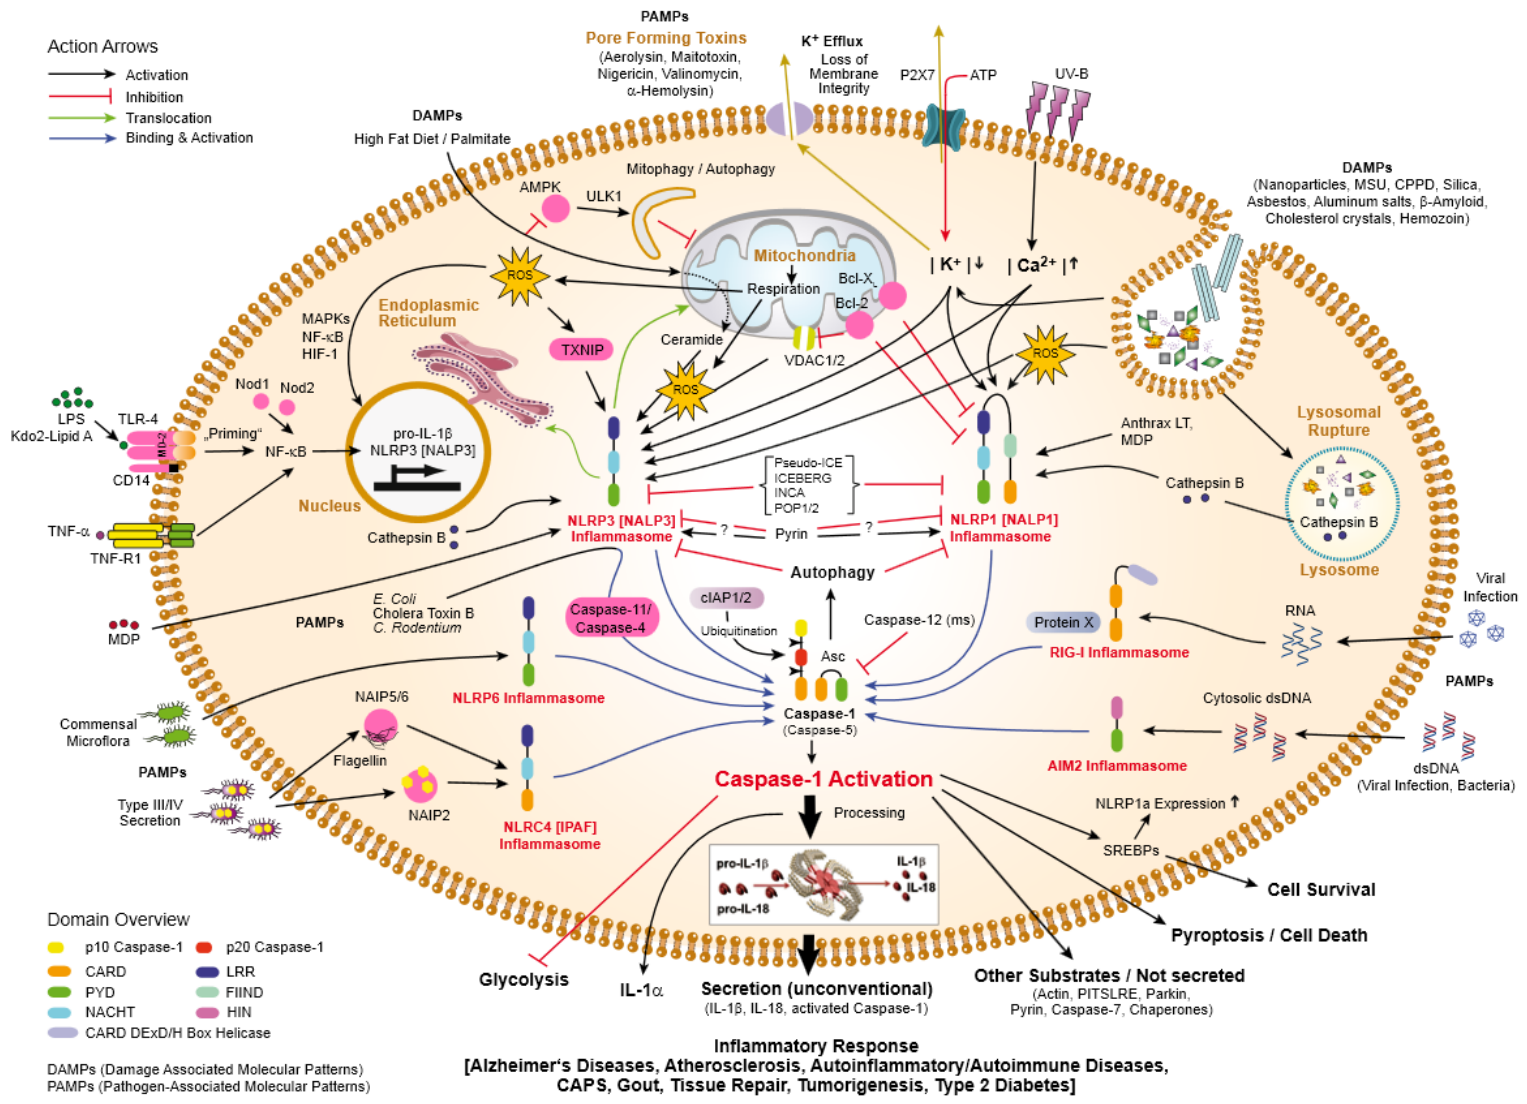 Action Arrows
Activation
Inhibition
Translocation
Binding & Activation
PAMPs
Pore Forming Toxins
(Aerolysin, Maitotoxin,
Nigericin, Valinomycin,
α-Hemolysin)
K⁺ Efflux
Loss of
Membrane
Integrity
P2X7
ATP
UV-B
DAMPs
High Fat Diet / Palmitate
DAMPs
(Nanoparticles, MSU, CPPD, Silica,
Asbestos, Aluminum salts, β-Amyloid,
Cholesterol crystals, Hemozoin)
Mitophagy / Autophagy
AMPK
ULK1
Mitochondria
Respiration
Bcl-X
Bcl-2
VDAC1/2
Ceramide
| K⁺ |↓
| Ca²⁺ |↑
ROS
ROS
ROS
TXNIP
Endoplasmic
Reticulum
MAPKs
NF-κB
HIF-1
Nod1
Nod2
LPS
Kdo2-Lipid A
TLR-4
MD-2
CD14
„Priming“
NF-κB
pro-IL-1β
NLRP3 [NALP3]
Nucleus
TNF-α
TNF-R1
Cathepsin B
MDP
PAMPs
E. Coli
Cholera Toxin B
C. Rodentium
NLRP3 [NALP3]
Inflammasome
Pseudo-ICE
ICEBERG
INCA
POP1/2
?
Pyrin
?
Autophagy
NLRP1 [NALP1]
Inflammasome
Anthrax LT,
MDP
Cathepsin B
Lysosomal
Rupture
Cathepsin B
Lysosome
Caspase-11/
Caspase-4
cIAP1/2
Ubiquitination
Asc
Caspase-12 (ms)
Protein X
RIG-I Inflammasome
RNA
Viral
Infection
PAMPs
NLRP6 Inflammasome
Commensal
Microflora
PAMPs
Type III/IV
Secretion
NAIP5/6
Flagellin
NAIP2
NLRC4 [IPAF]
Inflammasome
Caspase-1
(Caspase-5)
Cytosolic dsDNA
AIM2 Inflammasome
dsDNA
(Viral Infection, Bacteria)
Caspase-1 Activation
Processing
NLRP1a Expression ↑
SREBPs
pro-IL-1β
pro-IL-18
IL-1β
IL-18
Cell Survival
Pyroptosis / Cell Death
Other Substrates / Not secreted
(Actin, PITSLRE, Parkin,
Pyrin, Caspase-7, Chaperones)
Glycolysis
IL-1α
Secretion (unconventional)
(IL-1β, IL-18, activated Caspase-1)
Inflammatory Response
[Alzheimer‘s Diseases, Atherosclerosis, Autoinflammatory/Autoimmune Diseases,
CAPS, Gout, Tissue Repair, Tumorigenesis, Type 2 Diabetes]
Domain Overview
p10 Caspase-1
p20 Caspase-1
CARD
LRR
PYD
FIIND
NACHT
HIN
CARD DExD/H Box Helicase
DAMPs (Damage Associated Molecular Patterns)
PAMPs (Pathogen-Associated Molecular Patterns)